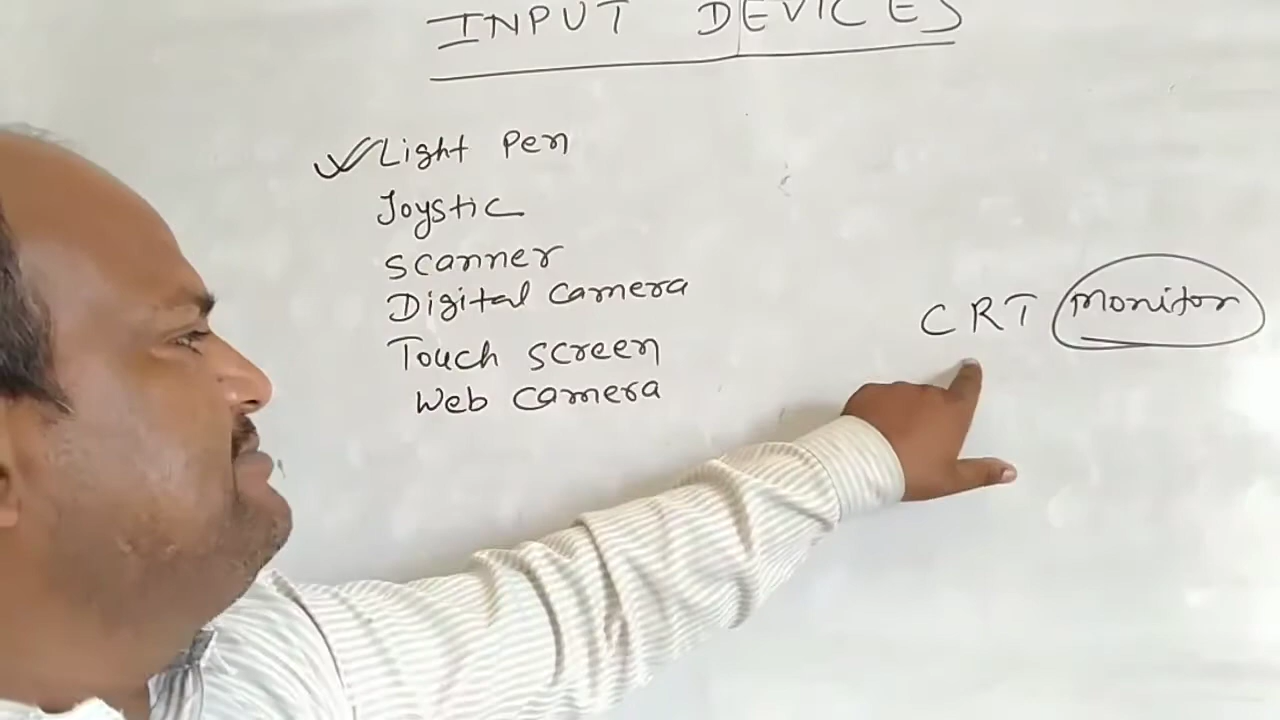 INPUT DEVICES
Light Pen
Joystic
Scanner
Digital Camera
Touch screen
Web Camera
CRT Monitor